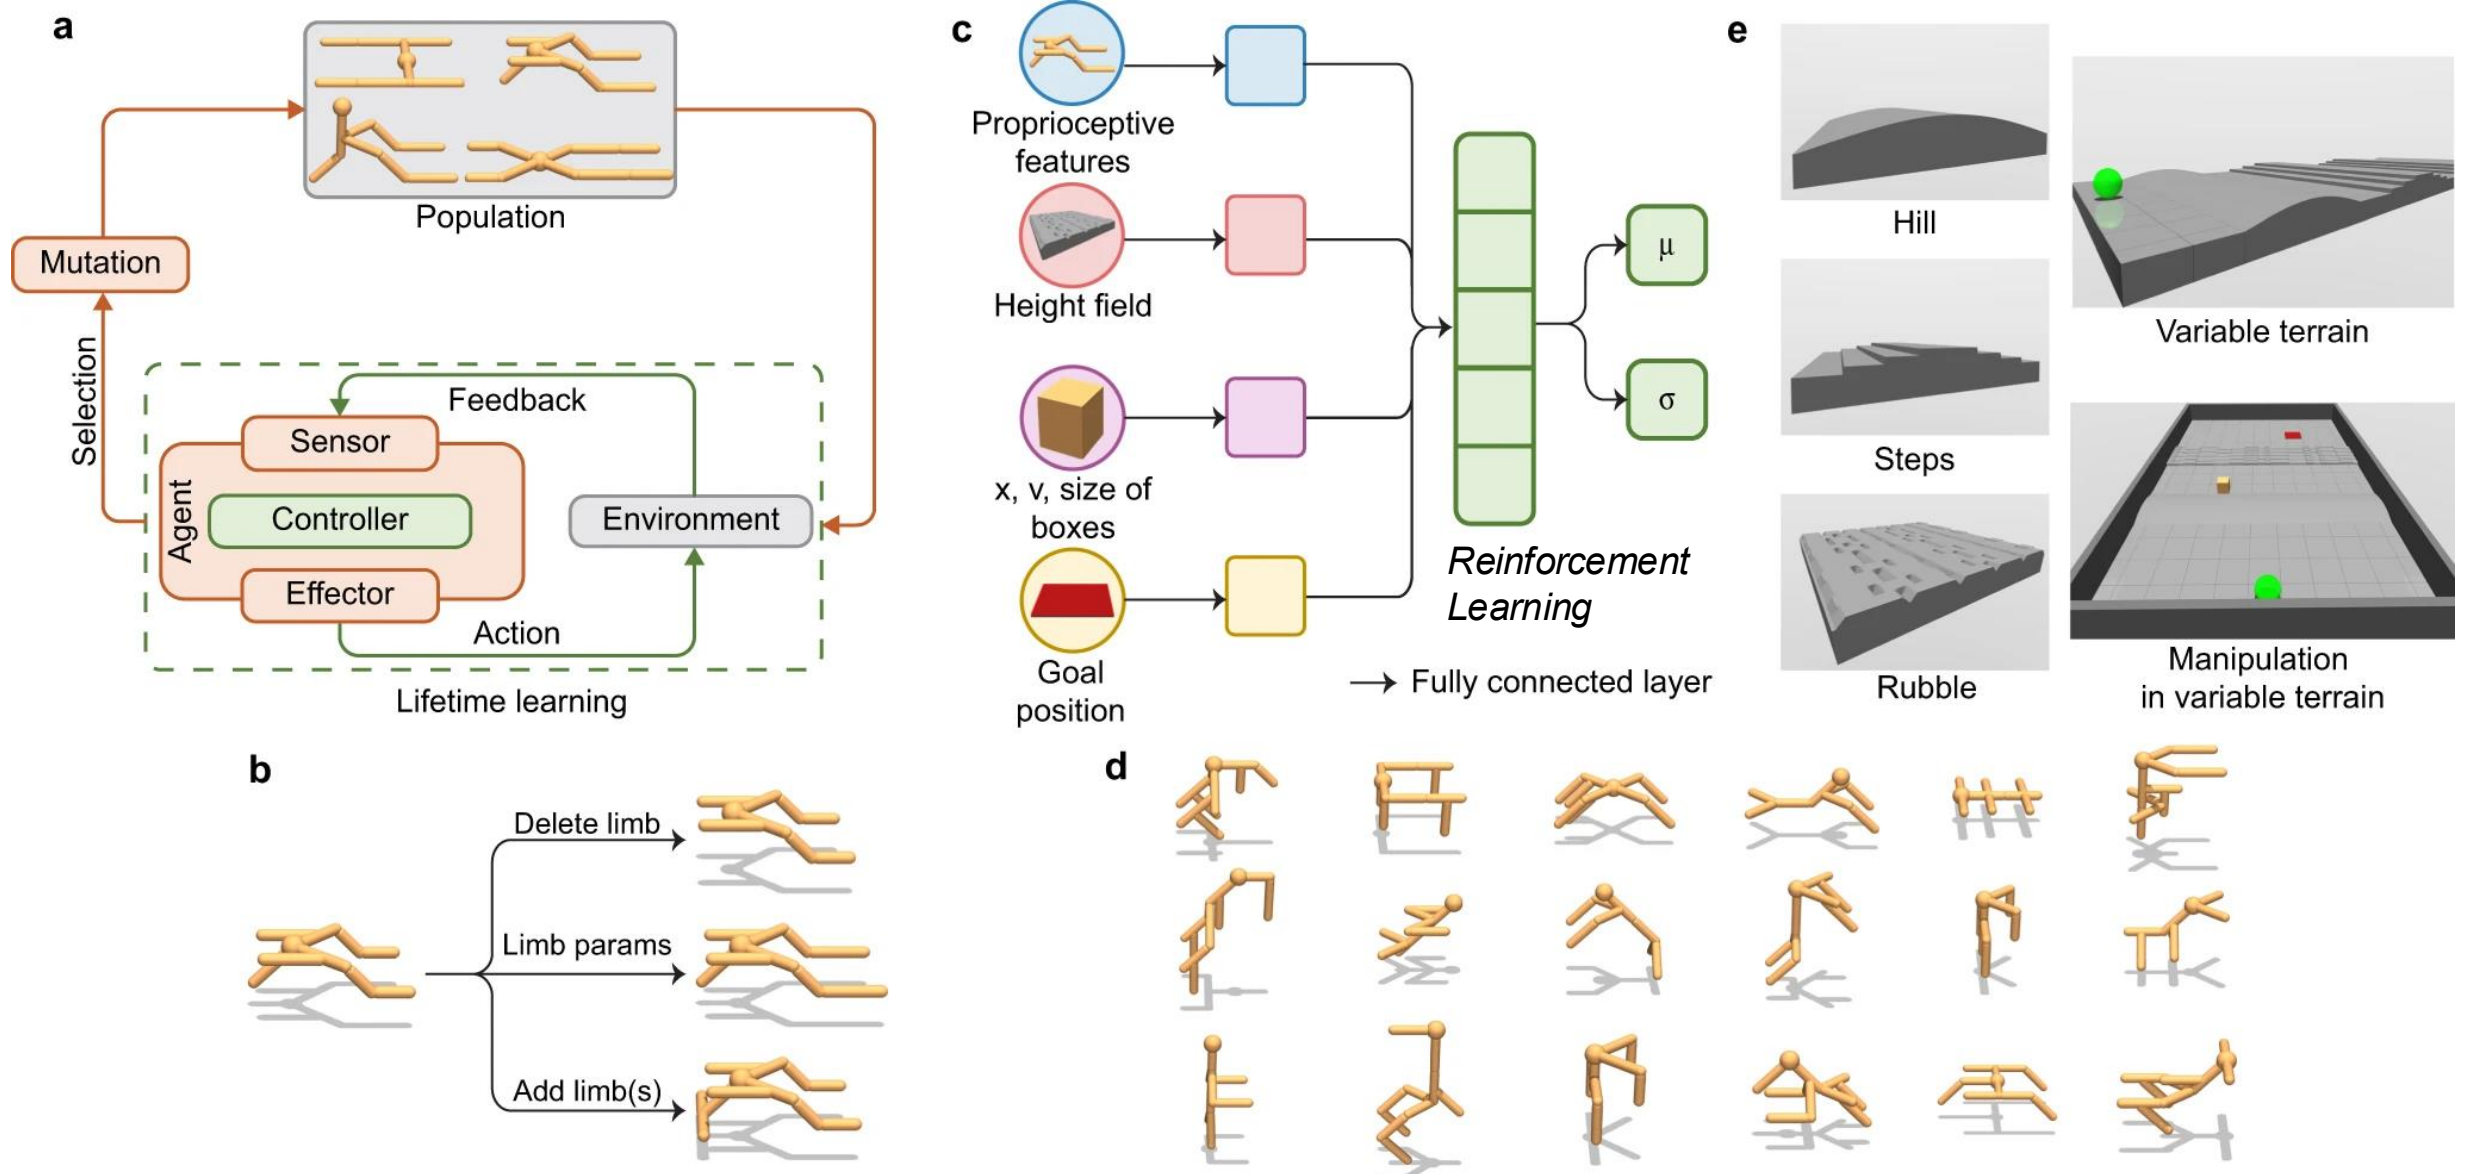 a
Population
Mutation
Selection
Feedback
Sensor
Agent
Controller
Environment
Effector
Action
Lifetime learning
b
Delete limb
Limb params
Add limb(s)
c
Proprioceptive
features
Height field
x, v, size of
boxes
Goal
position
μ
σ
Reinforcement
Learning
Fully connected layer
d
e
Hill
Steps
Rubble
Variable terrain
Manipulation
in variable terrain